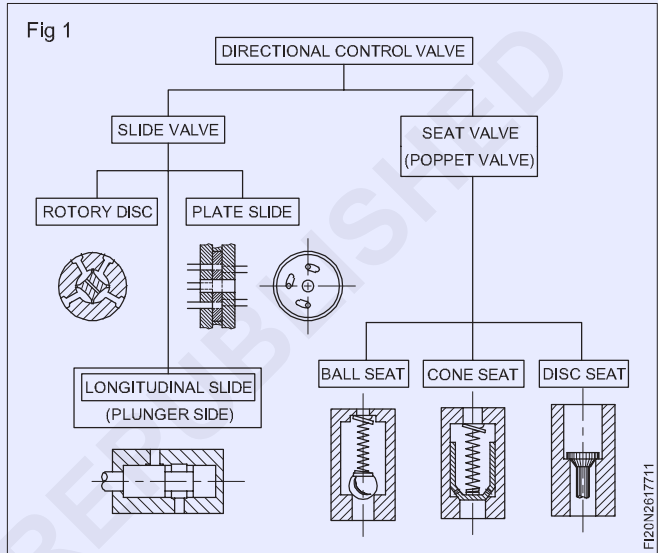 Fig 1
DIRECTIONAL CONTROL VALVE
SLIDE VALVE
SEAT VALVE
(POPPET VALVE)
ROTORY DISC
PLATE SLIDE
LONGITUDINAL SLIDE
(PLUNGER SIDE)
BALL SEAT
CONE SEAT
DISC SEAT
FI20N2617711
REPUBLISHED